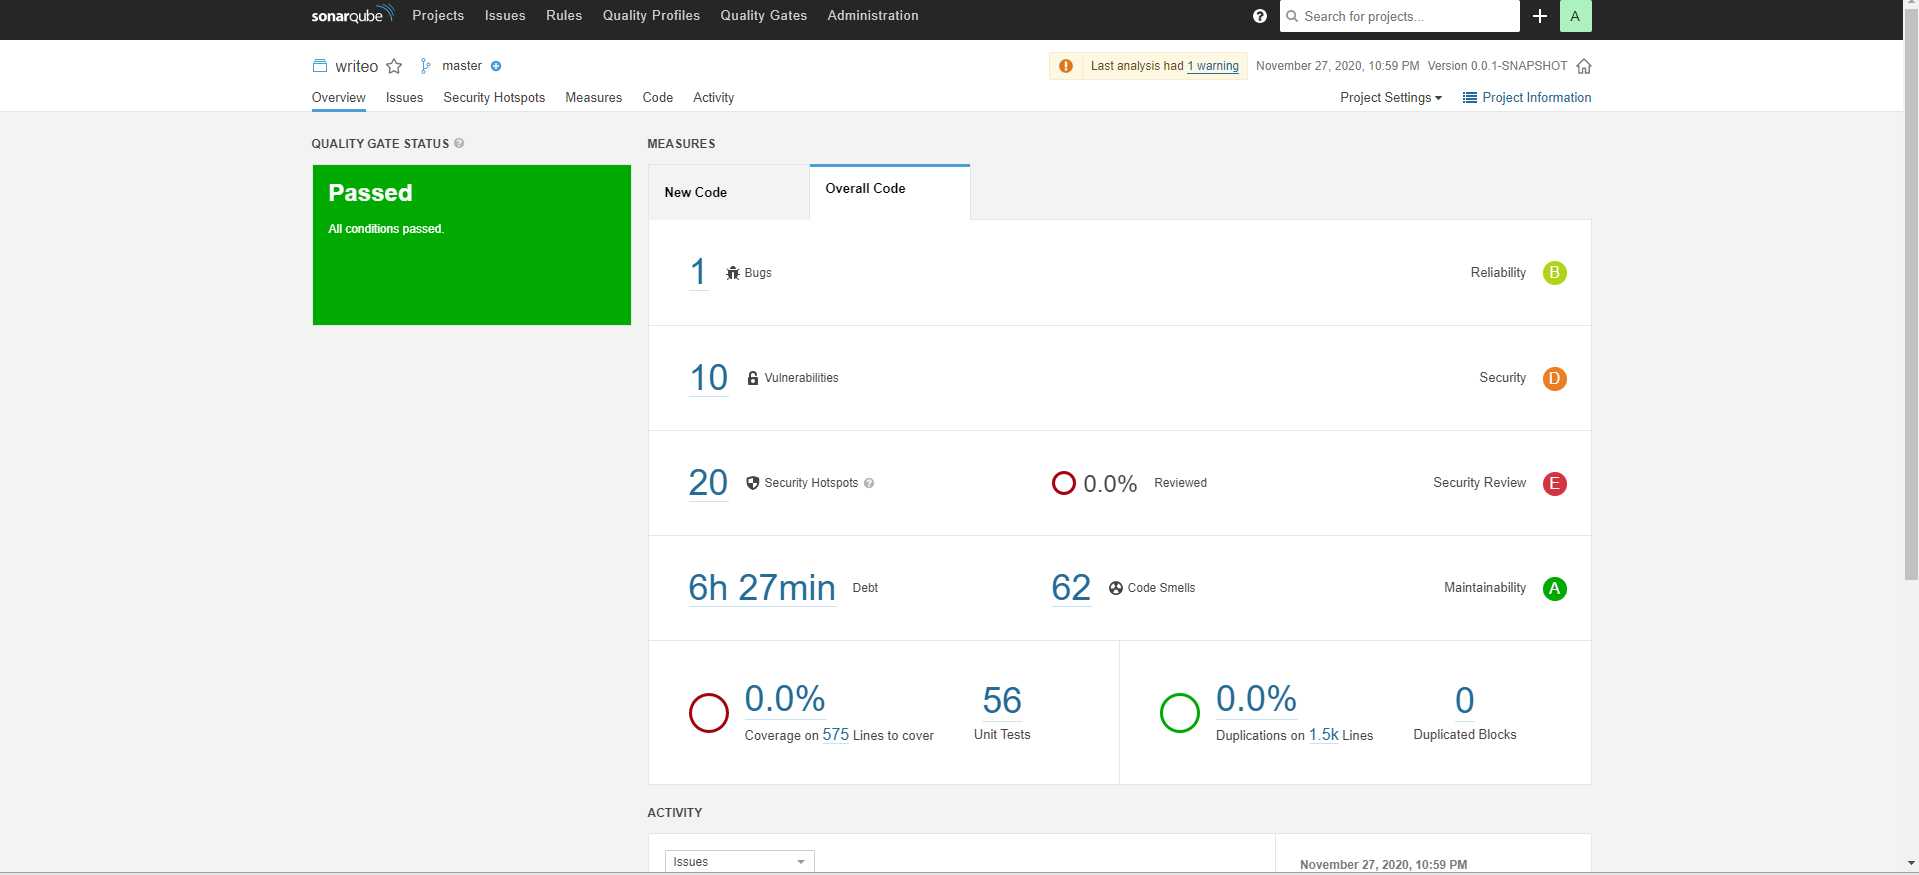 sonarqube Projects Issues Rules Quality Profiles Quality Gates Administration ? Search for projects... + A
writeo master Last analysis had 1 warning November 27, 2020, 10:59 PM Version 0.0.1-SNAPSHOT
Overview Issues Security Hotspots Measures Code Activity Project Settings Project Information
QUALITY GATE STATUS ?
Passed
All conditions passed.
MEASURES
New Code Overall Code
1 Bugs Reliability B
10 Vulnerabilities Security D
20 Security Hotspots ? 0.0% Reviewed Security Review E
6h 27min Debt 62 Code Smells Maintainability A
0.0%
Coverage on 575 Lines to cover
56
Unit Tests
0.0%
Duplications on 1.5k Lines
0
Duplicated Blocks
ACTIVITY
Issues
November 27, 2020, 10:59 PM